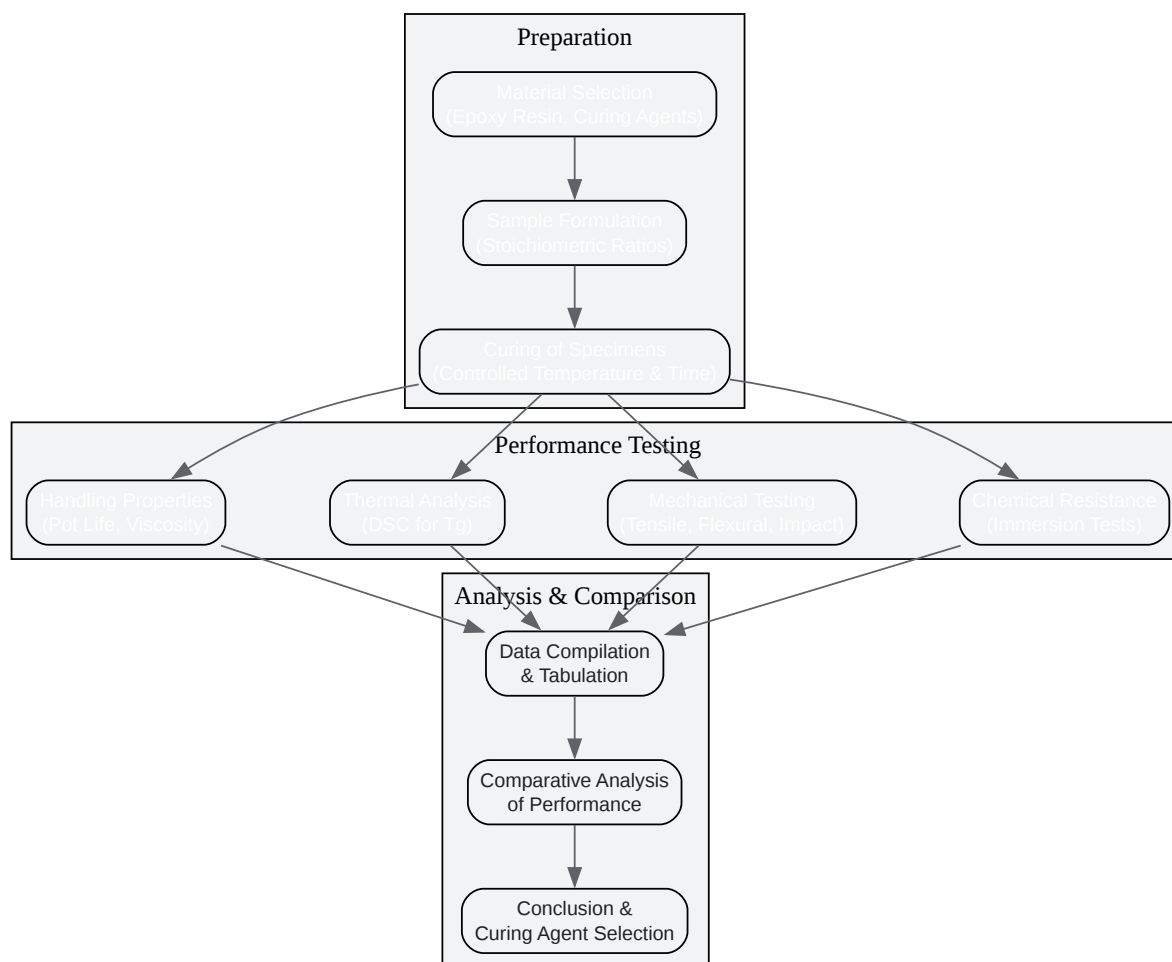 Preparation
Material Selection
(Epoxy Resin, Curing Agents)
Sample Formulation
(Stoichiometric Ratios)
Curing of Specimens
(Controlled Temperature & Time)
Performance Testing
Handling Properties
(Pot Life, Viscosity)
Thermal Analysis
(DSC for Tg)
Mechanical Testing
(Tensile, Flexural, Impact)
Chemical Resistance
(Immersion Tests)
Analysis & Comparison
Data Compilation
& Tabulation
Comparative Analysis
of Performance
Conclusion &
Curing Agent Selection